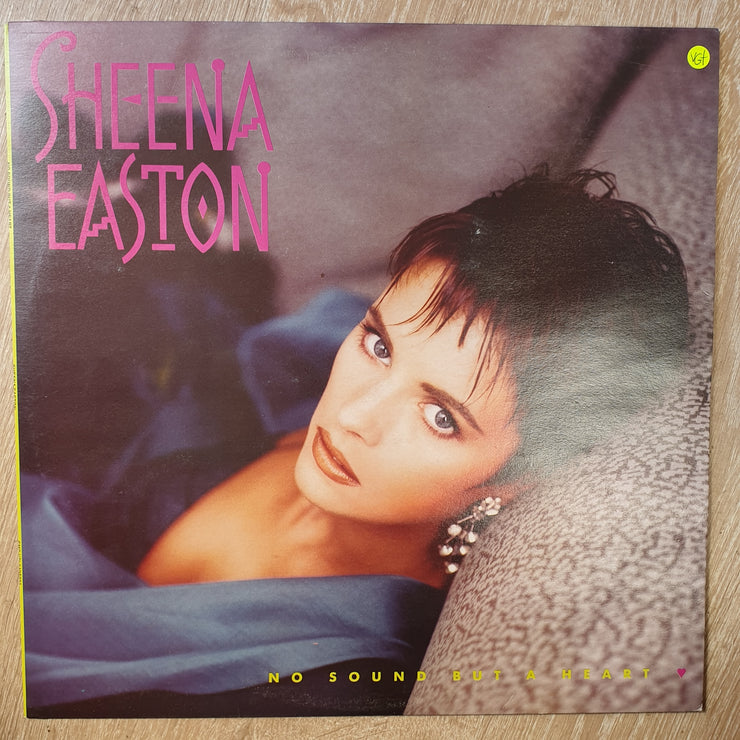 SHEENA
EASTON
VG+
NO SOUND BUT A HEART